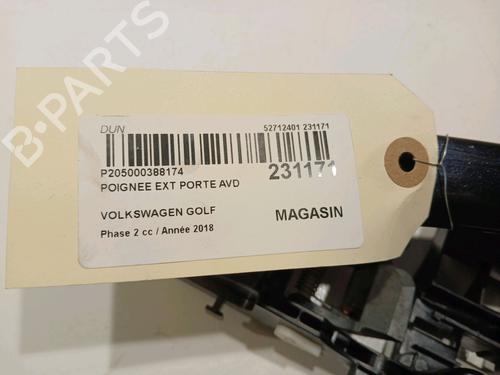 B-PARTS
DUN
52712401 231171
P205000388174
231171
POIGNEE EXT PORTE AVD
VOLKSWAGEN GOLF
MAGASIN
Phase 2 cc / Année 2018